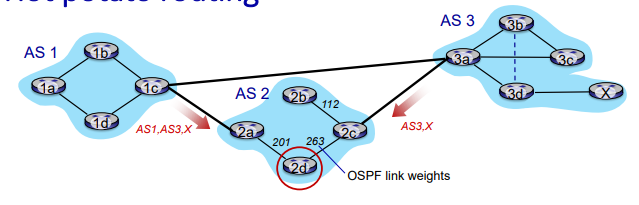 AS 1
1b
1a
1c
1d
AS 2
2b
112
2a
2c
201
263
2d
AS1,AS3,X
AS3,X
OSPF link weights
AS 3
3b
3a
3c
3d
X